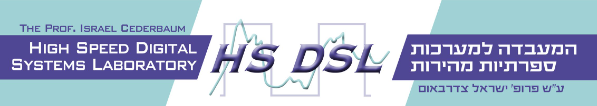 The Prof. Israel Cederbaum
High Speed Digital
Systems Laboratory
HS DSL
המעבדה למערכות
ספרתיות מהירות
ע"ש פרופ' ישראל צדרבאום